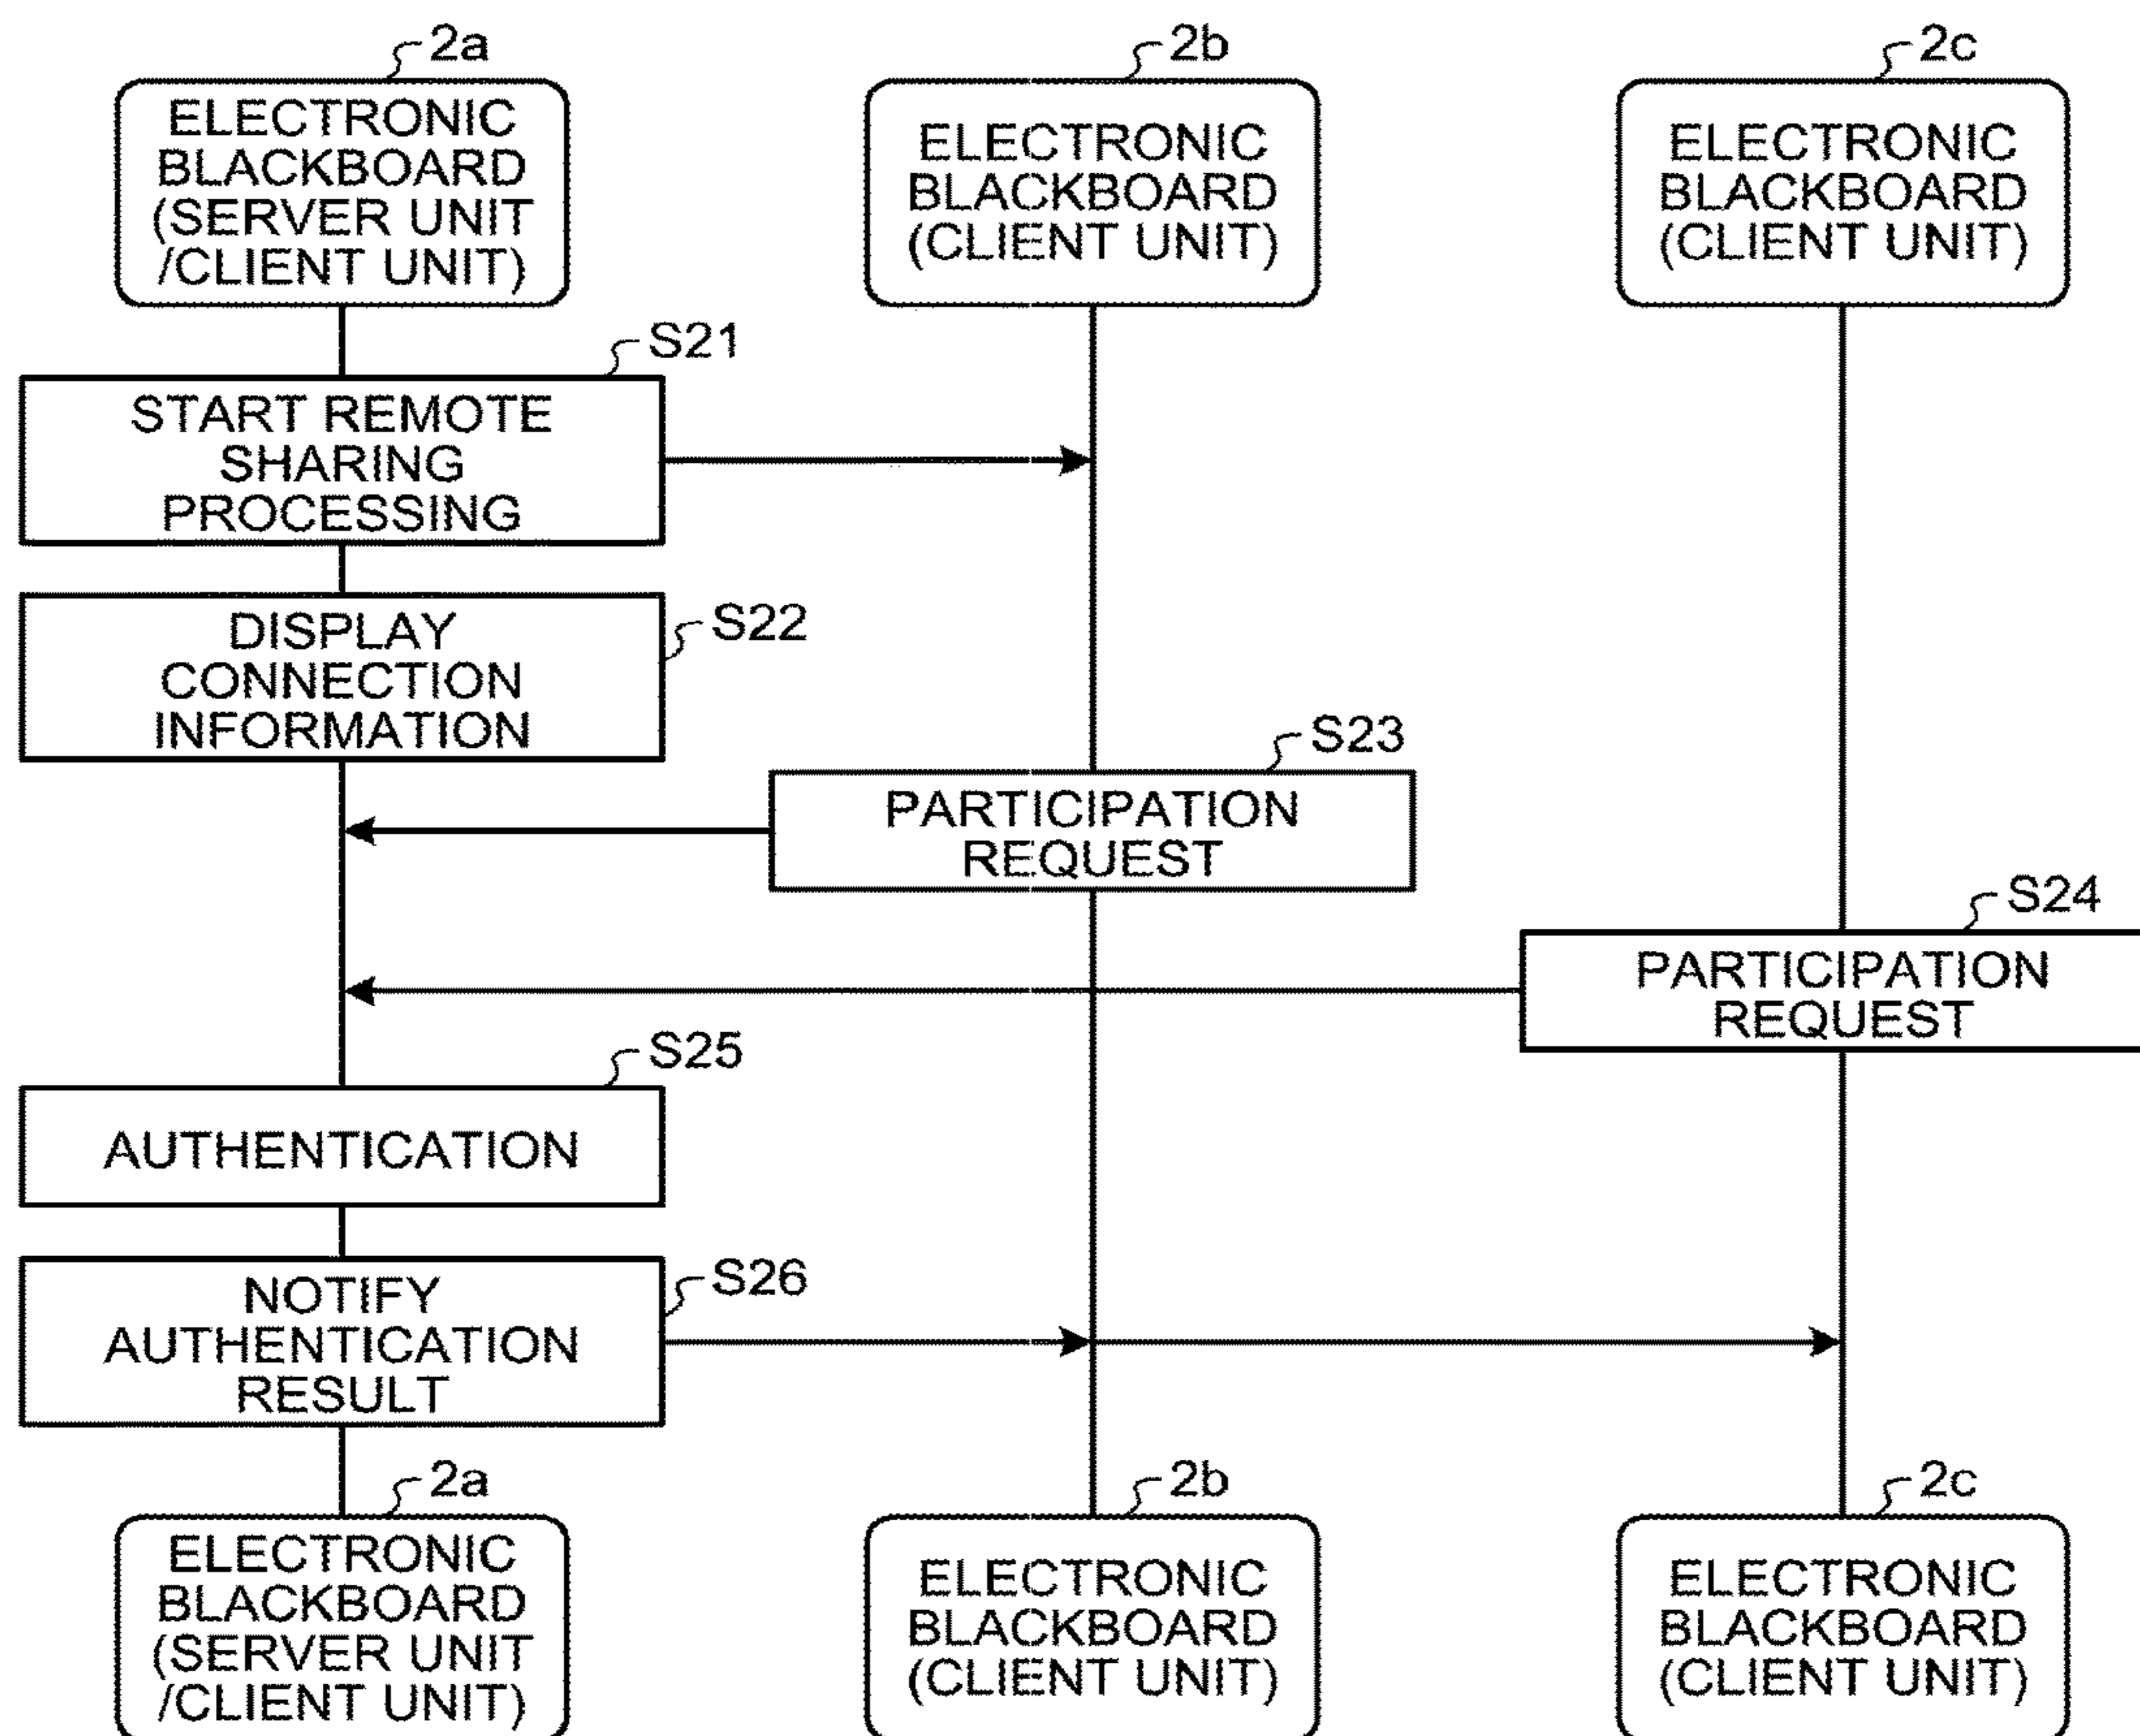 2a
2b
2c
ELECTRONIC
BLACKBOARD
(SERVER UNIT
/CLIENT UNIT)
ELECTRONIC
BLACKBOARD
(CLIENT UNIT)
ELECTRONIC
BLACKBOARD
(CLIENT UNIT)
S21
START REMOTE
SHARING
PROCESSING
S22
DISPLAY
CONNECTION
INFORMATION
S23
PARTICIPATION
REQUEST
S24
PARTICIPATION
REQUEST
S25
AUTHENTICATION
S26
NOTIFY
AUTHENTICATION
RESULT
2a
2b
2c
ELECTRONIC
BLACKBOARD
(SERVER UNIT
/CLIENT UNIT)
ELECTRONIC
BLACKBOARD
(CLIENT UNIT)
ELECTRONIC
BLACKBOARD
(CLIENT UNIT)